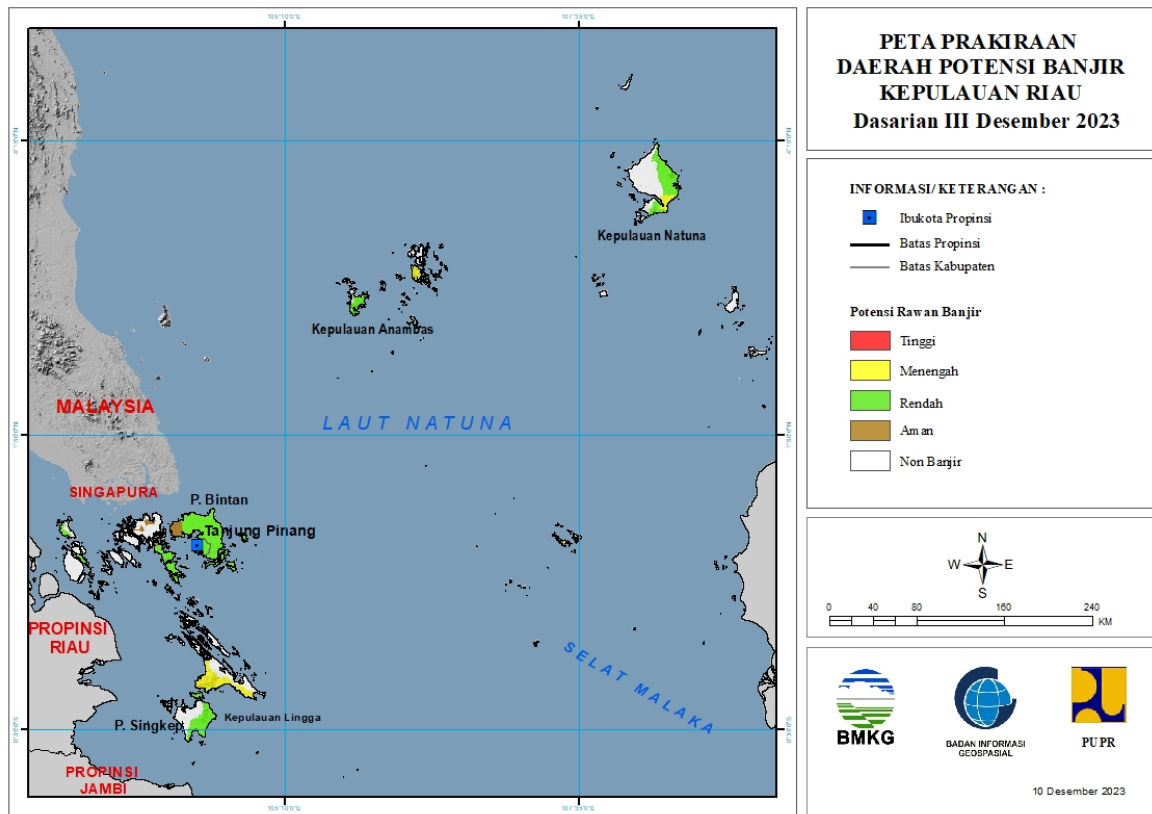 PETA PRAKIRAAN
DAERAH POTENSI BANJIR
KEPULAUAN RIAU
Dasarian III Desember 2023
INFORMASI/ KETERANGAN :
Ibukota Propinsi
Batas Propinsi
Batas Kabupaten
Potensi Rawan Banjir
Tinggi
Menengah
Rendah
Aman
Non Banjir
N
W
E
S
0 40 80 160 240
KM
BMKG
BADAN INFORMASI
GEOSPASIAL
PUPR
10 Desember 2023
Kepulauan Natuna
Kepulauan Anambas
MALAYSIA
LAUT NATUNA
SINGAPURA
P. Bintan
Tanjung Pinang
PROPINSI
RIAU
SELAT MALAKA
P. Singkep
Kepulauan Lingga
PROPINSI
JAMBI